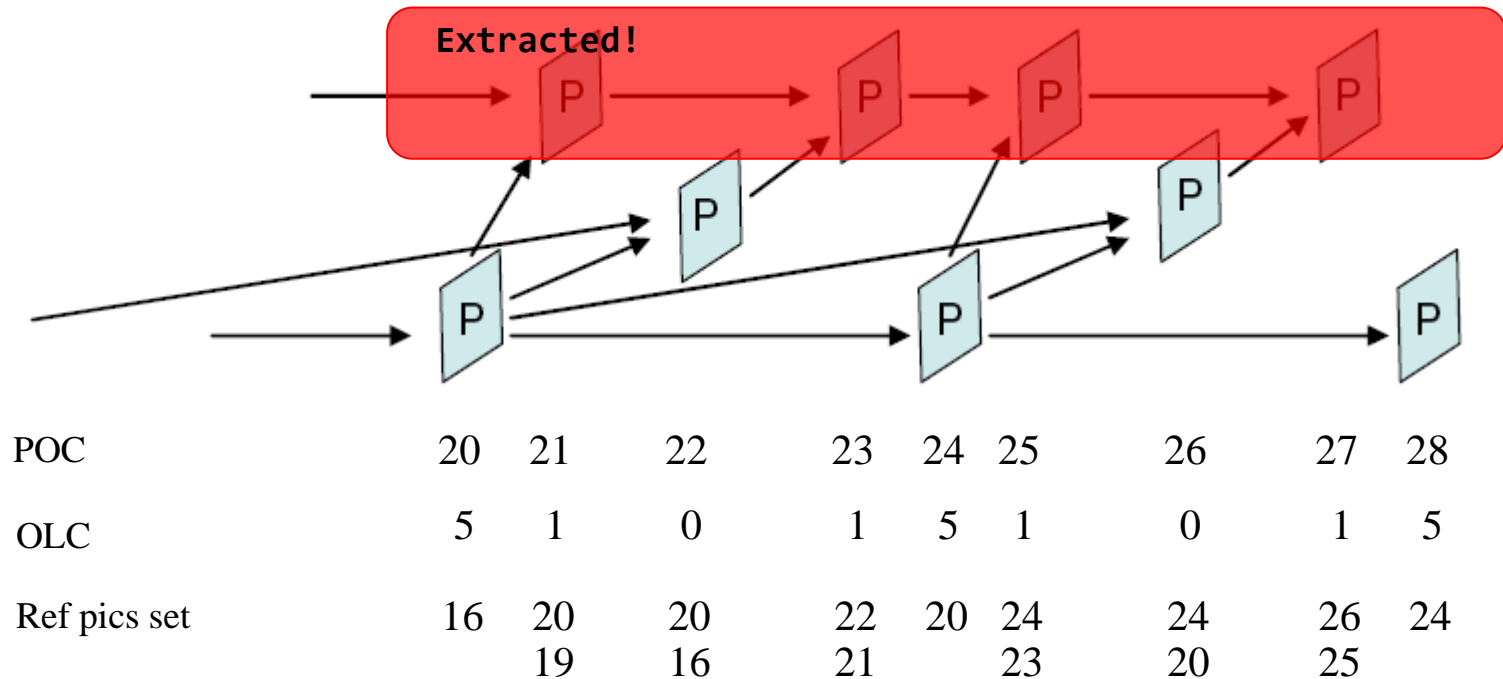 Extracted!
P P P P
P P
P P P
POC 20 21 22 23 24 25 26 27 28
OLC 5 1 0 1 5 1 0 1 5
Ref pics set 16 20 20 22 20 24 24 26 24
19 16 21 23 20 25